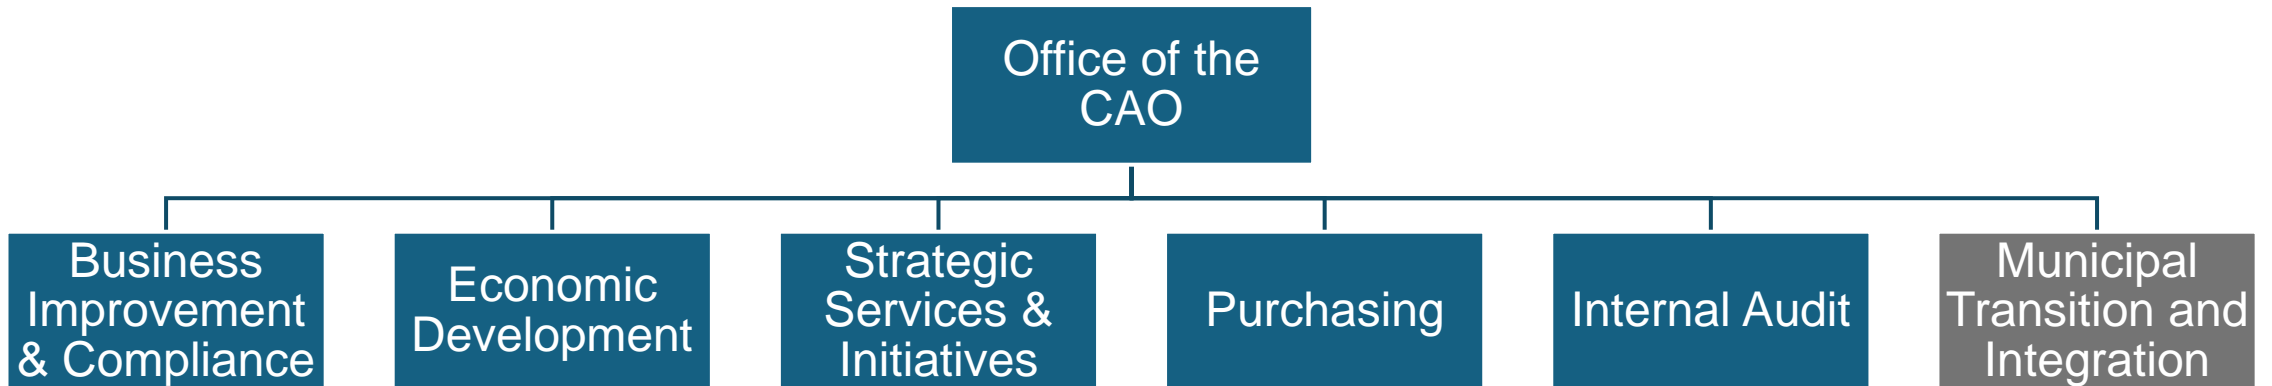 Office of the
CAO
Business
Improvement
& Compliance
Economic
Development
Strategic
Services &
Initiatives
Purchasing
Internal Audit
Municipal
Transition and
Integration